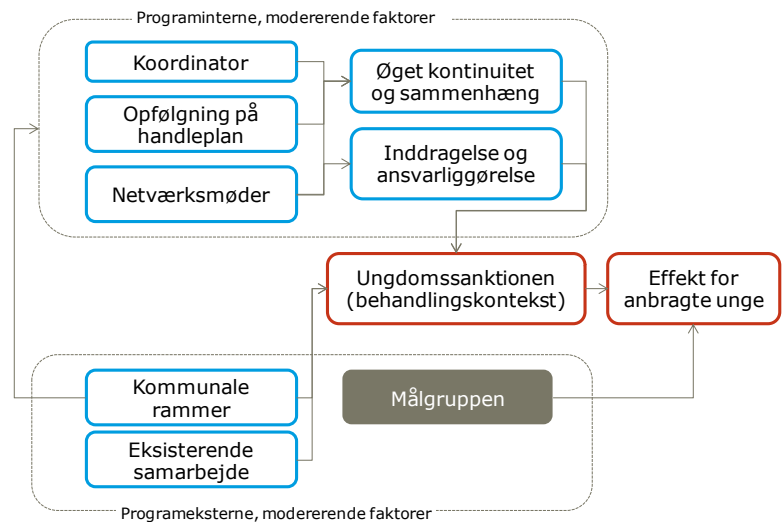 Programinterne, modererende faktorer
Koordinator
Opfølgning på
handleplan
Netværksmøder
Øget kontinuitet
og sammenhæng
Inddragelse og
ansvarliggørelse
Ungdomssanktionen
(behandlingskontekst)
Effekt for
anbragte unge
Kommunale
rammer
Målgruppen
Eksisterende
samarbejde
Programeksterne, modererende faktorer